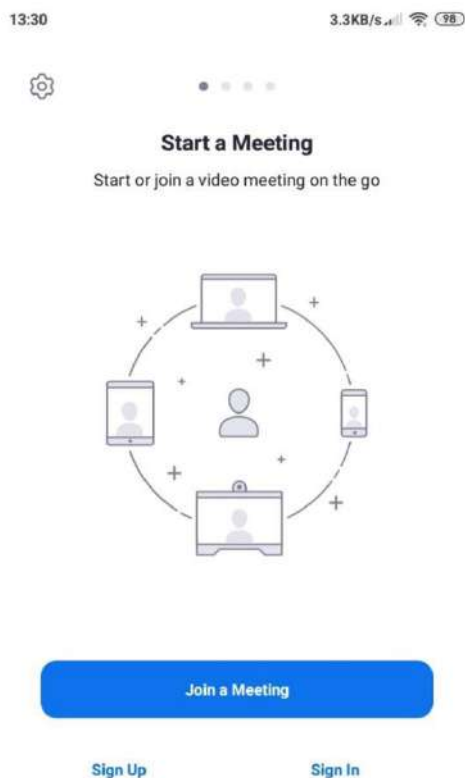 13:30 3.3KB/s 98
Start a Meeting
Start or join a video meeting on the go
Join a Meeting
Sign Up Sign In